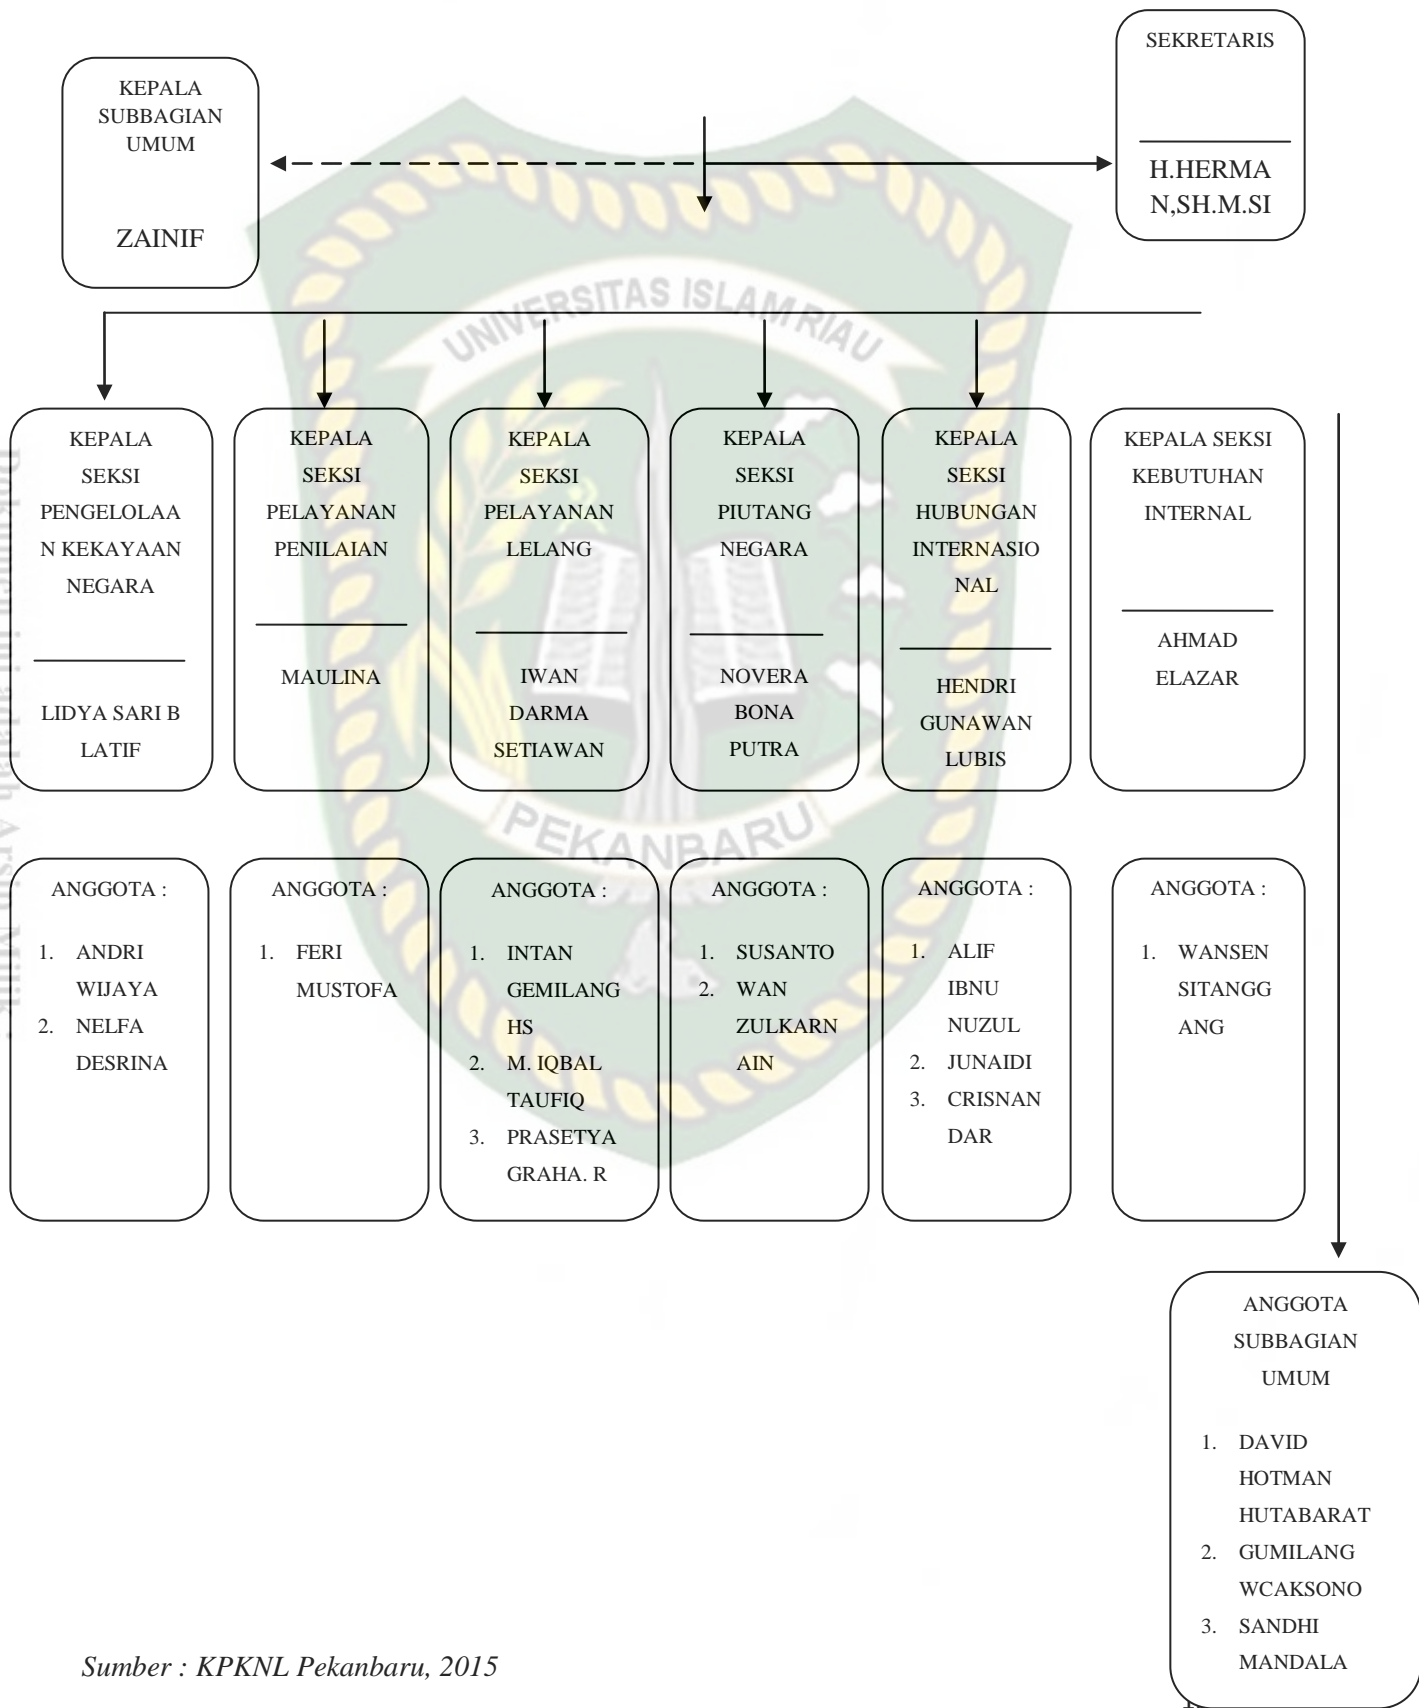 SEKRETARIS
H.HERMA
N,SH.M.SI
KEPALA
SUBBAGIAN
UMUM
ZAINIF
UNIVERSITAS ISLAM RIAU
KEPALA
SEKSI
PENGELOLAA
N KEKAYAAN
NEGARA
LIDYA SARI B
LATIF
KEPALA
SEKSI
PELAYANAN
PENILAIAN
MAULINA
KEPALA
SEKSI
PELAYANAN
LELANG
IWAN
DARMA
SETIAWAN
KEPALA
SEKSI
PIUTANG
NEGARA
NOVERA
BONA
PUTRA
KEPALA
SEKSI
HUBUNGAN
INTERNASIO
NAL
HENDRI
GUNAWAN
LUBIS
KEPALA SEKSI
KEBUTUHAN
INTERNAL
AHMAD
ELAZAR
PEKANBARU
Dokumen ini adalah Arsip Milik :
ANGGOTA :
1. ANDRI
WIJAYA
2. NELFA
DESRINA
ANGGOTA :
1. FERI
MUSTOFA
ANGGOTA :
1. INTAN
GEMILANG
HS
2. M. IQBAL
TAUFIQ
3. PRASETYA
GRAHA. R
ANGGOTA :
1. SUSANTO
2. WAN
ZULKARN
AIN
ANGGOTA :
1. ALIF
IBNU
NUZUL
2. JUNAIDI
3. CRISNAN
DAR
ANGGOTA :
1. WANSEN
SITANGG
ANG
ANGGOTA
SUBBAGIAN
UMUM
1. DAVID
HOTMAN
HUTABARAT
2. GUMILANG
WCAKSONO
3. SANDHI
MANDALA
Sumber : KPKNL Pekanbaru, 2015